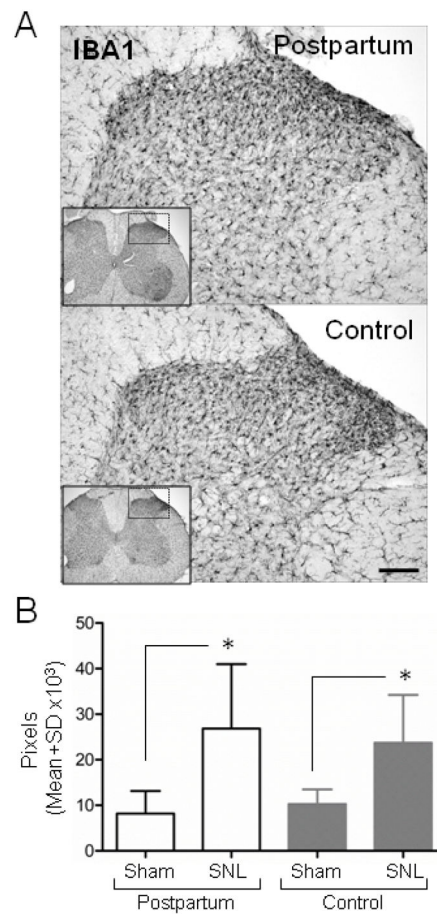 A
IBA1
Postpartum
Control
B
Pixels
(Mean+SD x10³)
50
40
30
20
10
0
*
*
Sham SNL Sham SNL
Postpartum Control